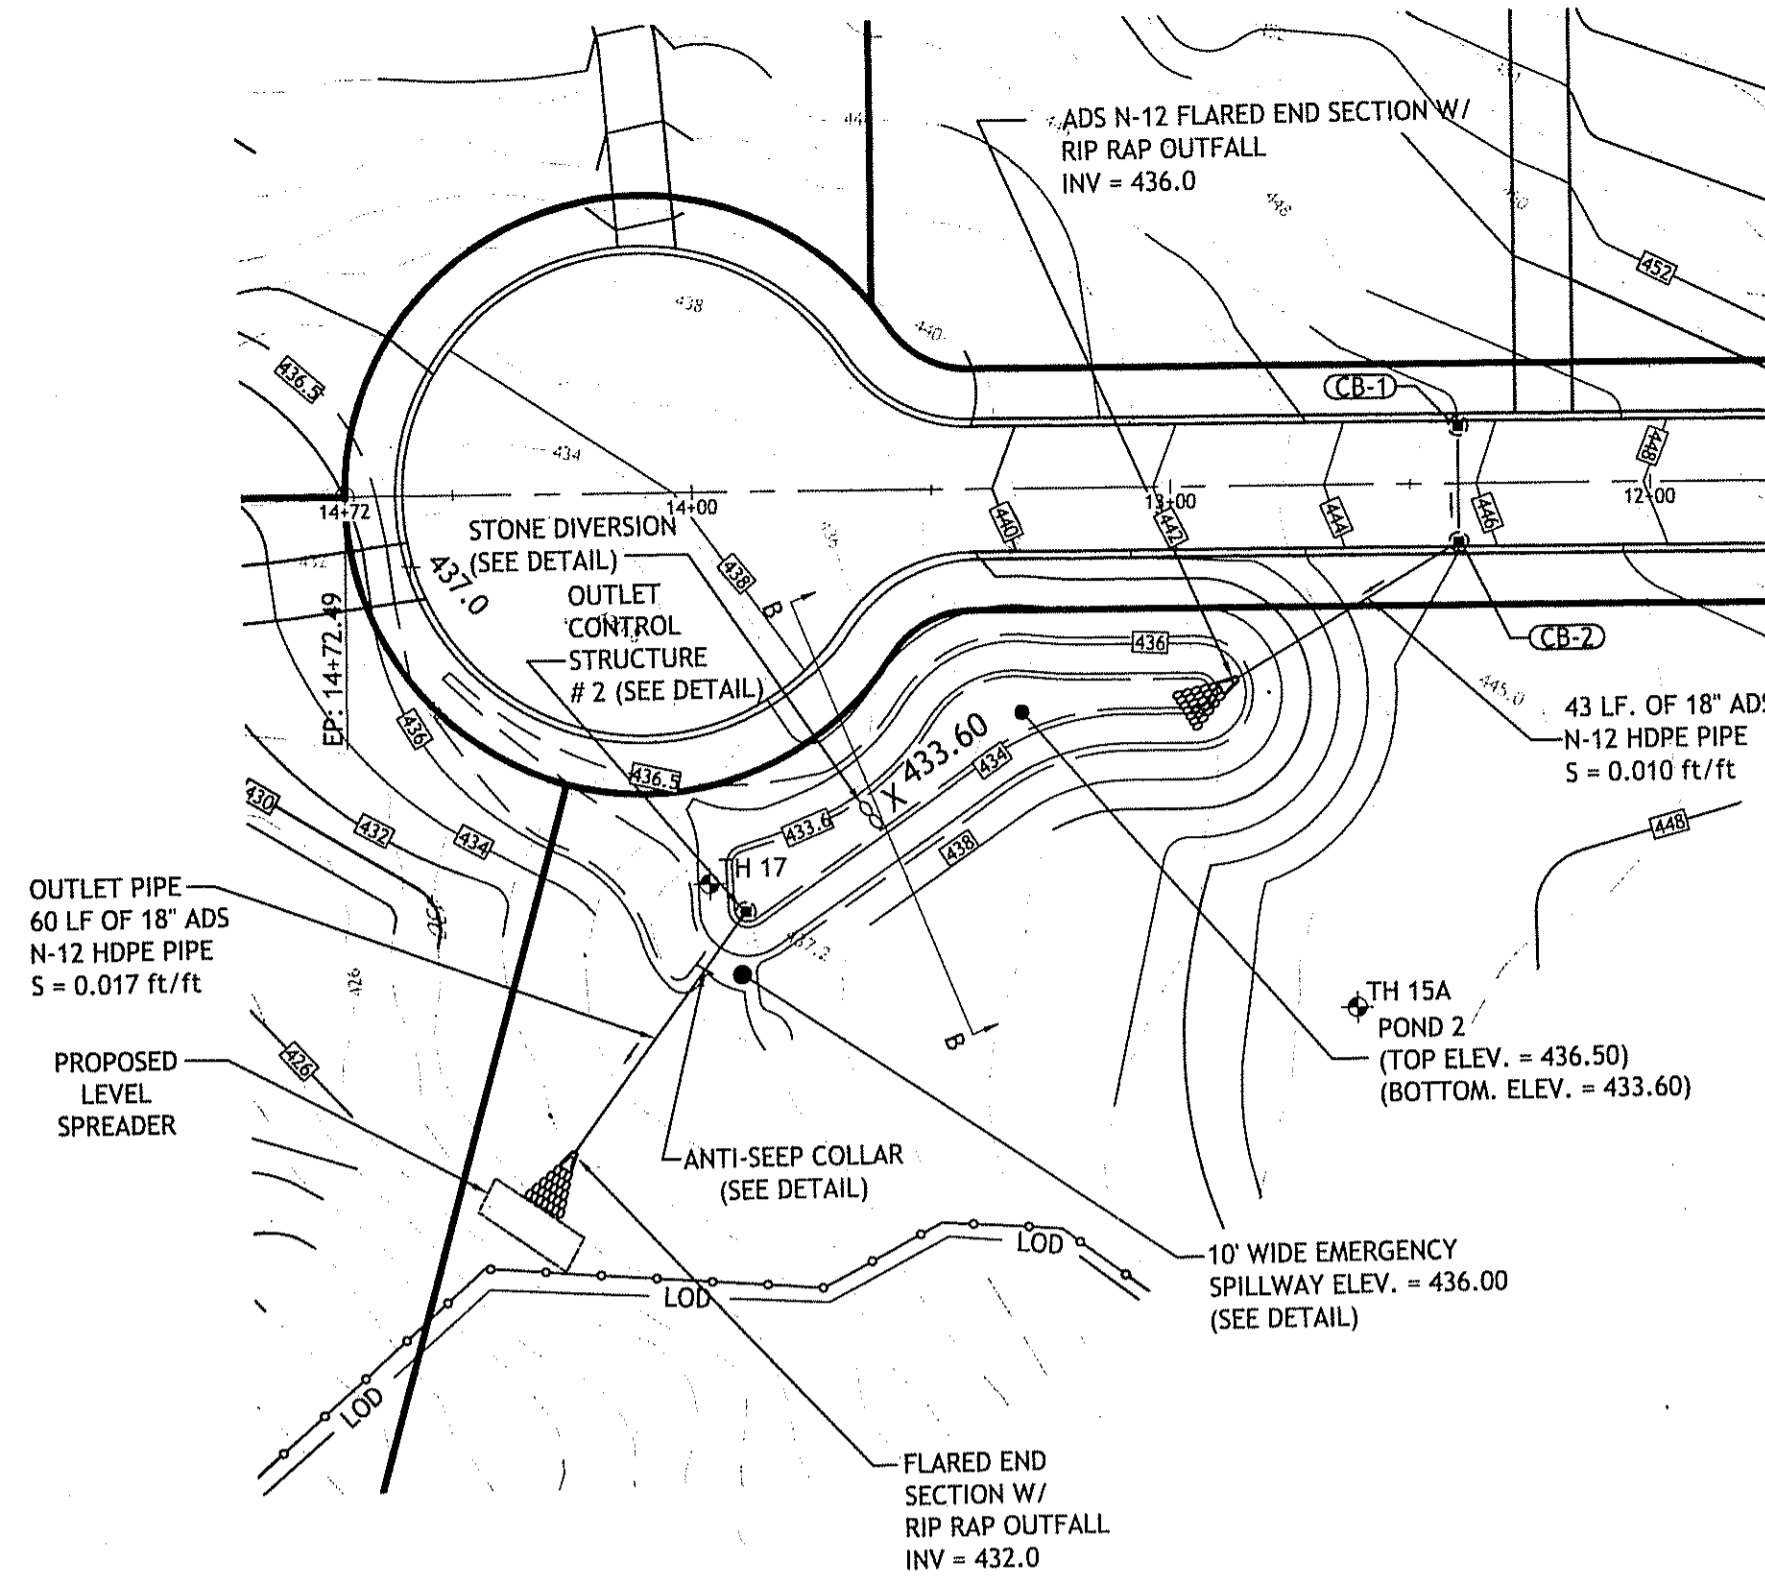 ADS N-12 FLARED END SECTION W/
RIP RAP OUTFALL
INV = 436.0
448
452
438
440
436.5
CB-1
434
448
14+72
14+00
13+00
12+00
440
442
444
446
STONE DIVERSION
(SEE DETAIL)
437.0
438
B
OUTLET
CONTROL
STRUCTURE
# 2 (SEE DETAIL)
EP: 14+72.49
436
CB-2
445.0
43 LF. OF 18" ADS
N-12 HDPE PIPE
S = 0.010 ft/ft
436
436.5
X 433.60
434
430
432
434
433.6
438
448
TH 17
OUTLET PIPE
60 LF OF 18" ADS
N-12 HDPE PIPE
S = 0.017 ft/ft
437.2
426
TH 15A
POND 2
(TOP ELEV. = 436.50)
(BOTTOM. ELEV. = 433.60)
B
426
PROPOSED
LEVEL
SPREADER
ANTI-SEEP COLLAR
(SEE DETAIL)
10' WIDE EMERGENCY
SPILLWAY ELEV. = 436.00
(SEE DETAIL)
LOD
LOD
LOD
FLARED END
SECTION W/
RIP RAP OUTFALL
INV = 432.0